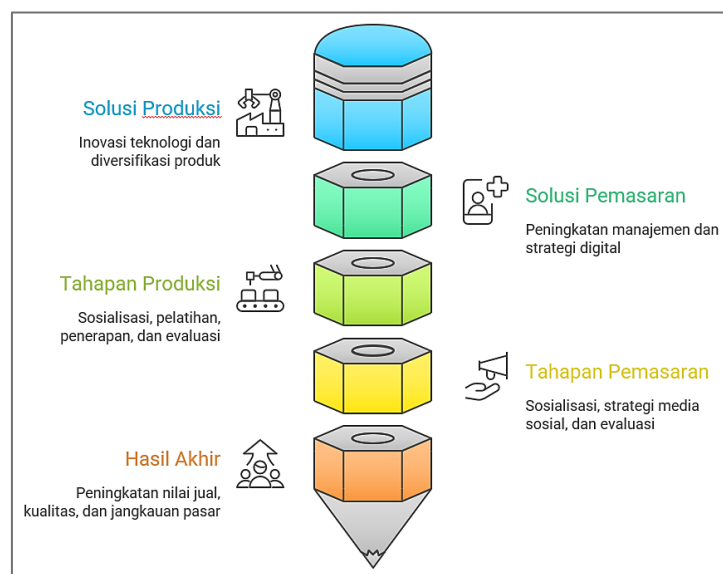 Solusi Produksi
Inovasi teknologi dan
diversifikasi produk
Solusi Pemasaran
Peningkatan manajemen dan
strategi digital
Tahapan Produksi
Sosialisasi, pelatihan,
penerapan, dan evaluasi
Tahapan Pemasaran
Sosialisasi, strategi media
sosial, dan evaluasi
Hasil Akhir
Peningkatan nilai jual,
kualitas, dan jangkauan pasar